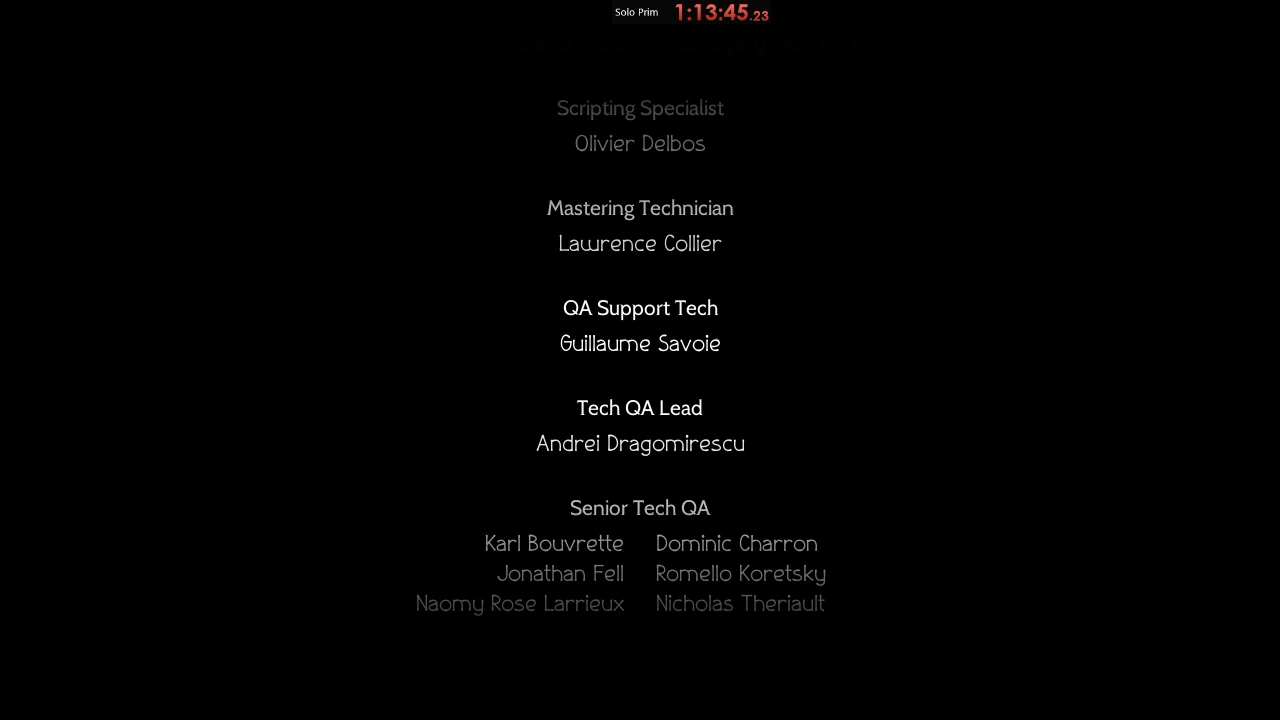 Solo Prim 1:13:45.23
Scripting Specialist
Olivier Delbos
Mastering Technician
Lawrence Collier
QA Support Tech
Guillaume Savoie
Tech QA Lead
Andrei Dragomirescu
Senior Tech QA
Karl Bouvrette Dominic Charron
Jonathan Fell Romello Koretsky
Naomy Rose Larrieux Nicholas Theriault